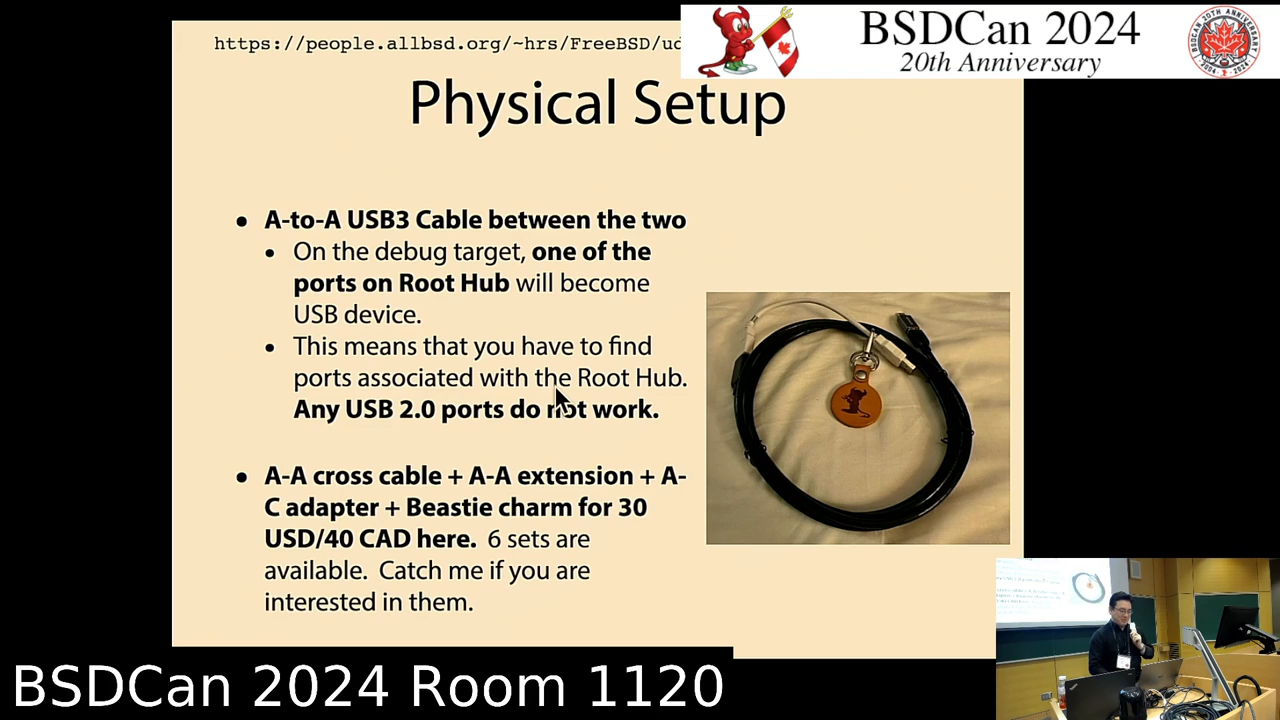 https://people.allbsd.org/~hrs/FreeBSD/ud
BSDCan 2024
20th Anniversary
Physical Setup
• A-to-A USB3 Cable between the two
• On the debug target, one of the
ports on Root Hub will become
USB device.
• This means that you have to find
ports associated with the Root Hub.
Any USB 2.0 ports do not work.
• A-A cross cable + A-A extension + A-
C adapter + Beastie charm for 30
USD/40 CAD here. 6 sets are
available. Catch me if you are
interested in them.
BSDCan 2024 Room 1120